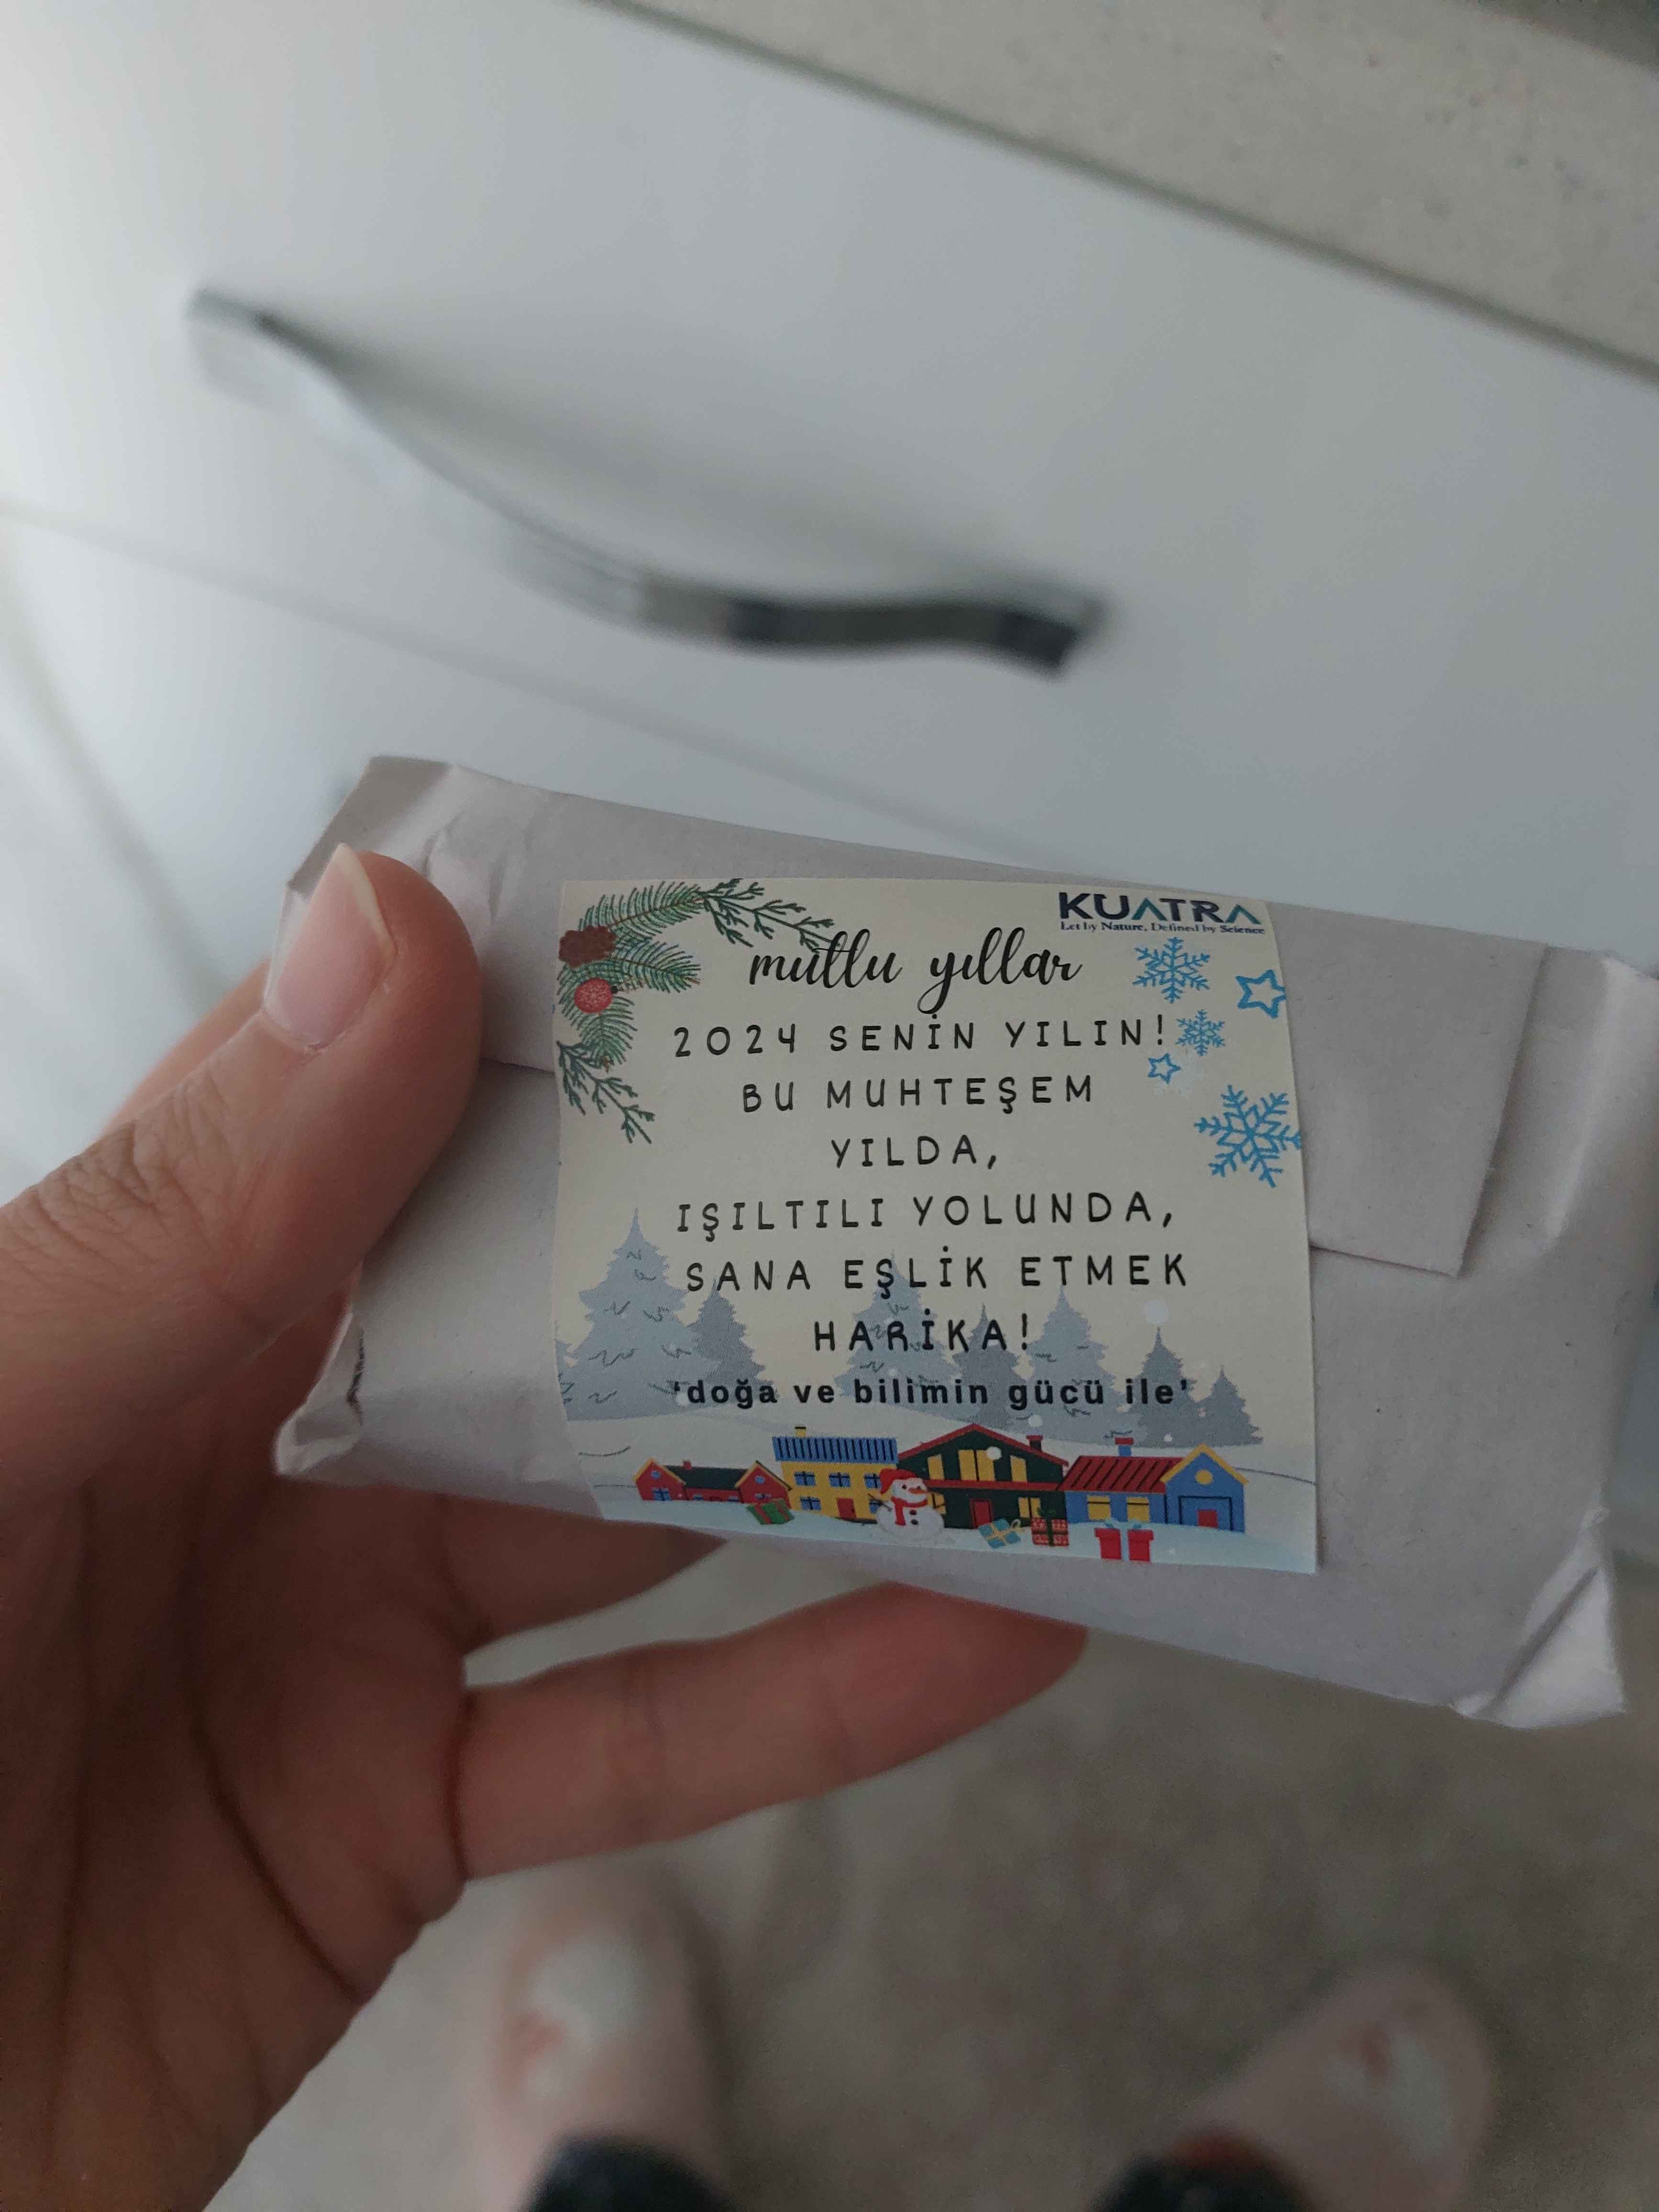 KUATRA
Let by Nature, Defined by Science
mutlu yıllar
2024 SENİN YILIN!
BU MUHTEŞEM
YILDA,
IŞILTILI YOLUNDA,
SANA EŞLİK ETMEK
HARİKA!
'doğa ve bilimin gücü ile'